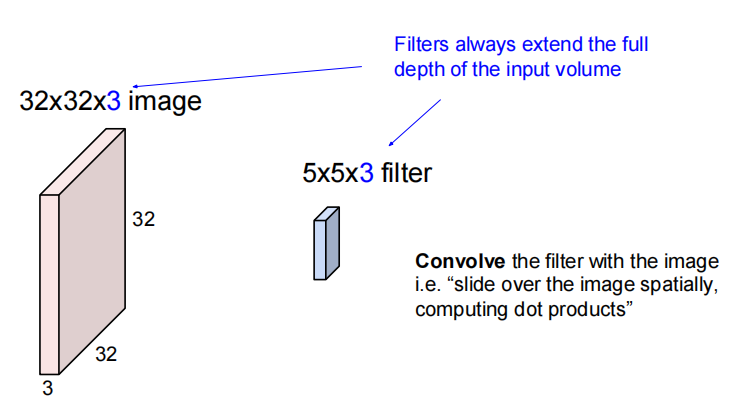 Filters always extend the full
depth of the input volume
32x32x3 image
5x5x3 filter
32
Convolve the filter with the image
i.e. “slide over the image spatially,
computing dot products”
32
3